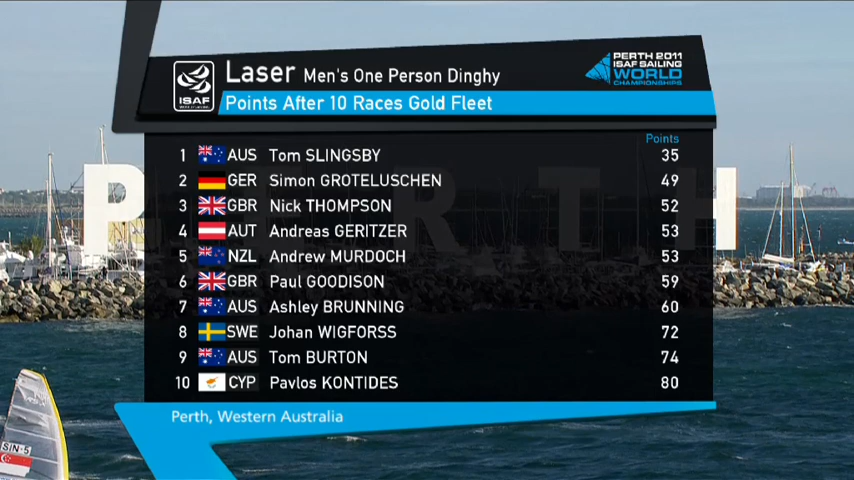 Laser Men's One Person Dinghy
ISAF
PERTH 2011
ISAF SAILING
WORLD
CHAMPIONSHIPS
Points After 10 Races Gold Fleet
Points
1 AUS Tom SLINGSBY 35
2 GER Simon GROTELUSCHEN 49
3 GBR Nick THOMPSON 52
4 AUT Andreas GERITZER 53
5 NZL Andrew MURDOCH 53
6 GBR Paul GOODISON 59
7 AUS Ashley BRUNNING 60
8 SWE Johan WIGFORSS 72
9 AUS Tom BURTON 74
10 CYP Pavlos KONTIDES 80
Perth, Western Australia
PERTH
SIN-5